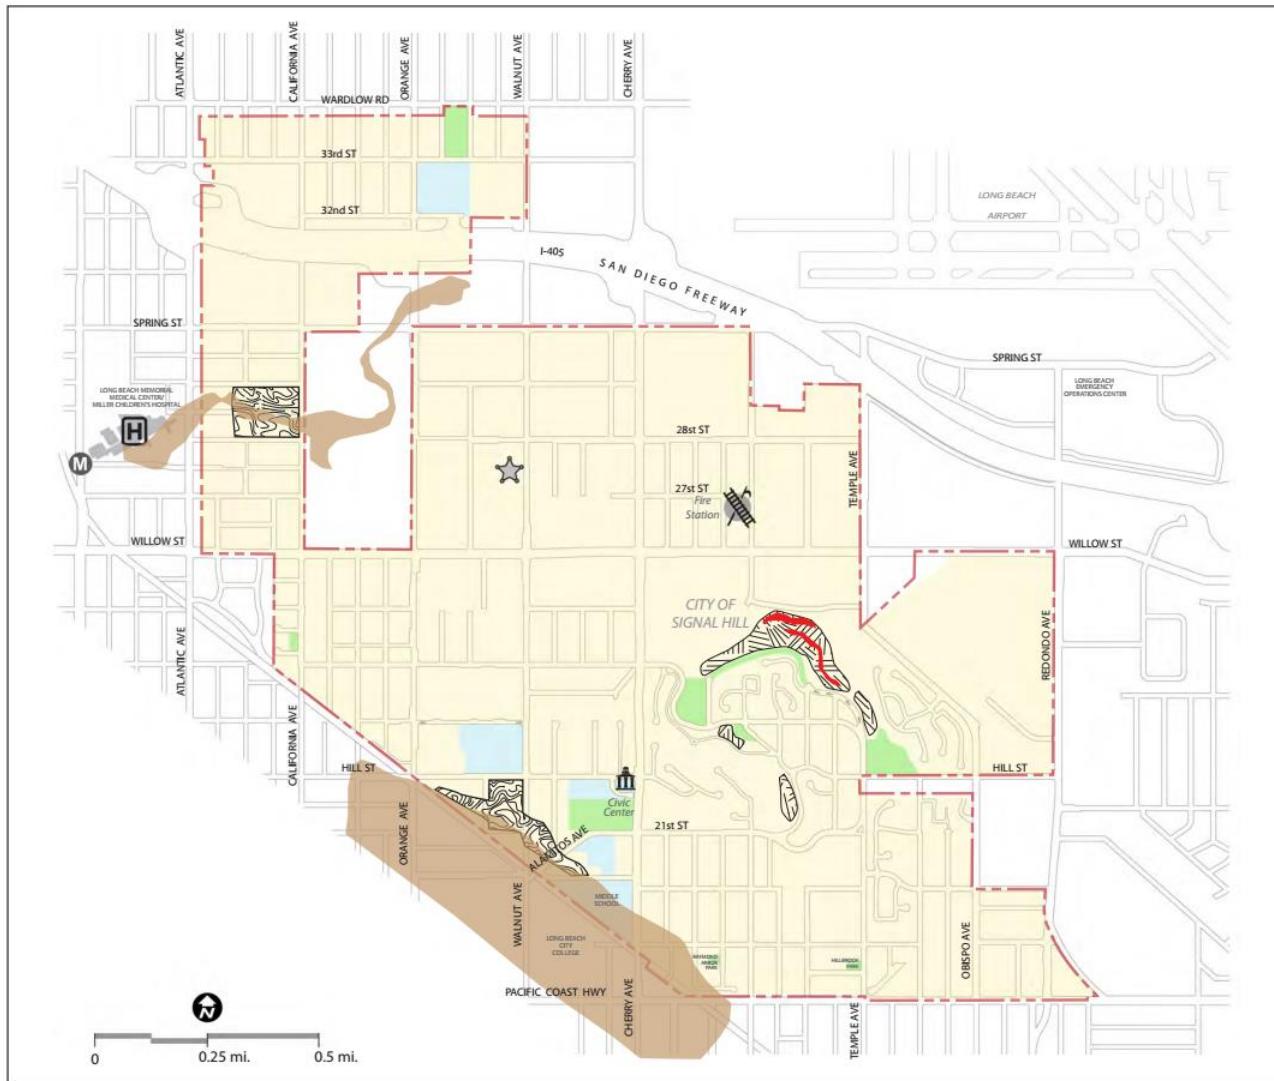 ATLANTIC AVE
CALIFORNIA AVE
ORANGE AVE
WALNUT AVE
CHERRY AVE
WARDLOW RD
33rd ST
32nd ST
LONG BEACH
AIRPORT
I-405
SAN DIEGO FREEWAY
SPRING ST
SPRING ST
LONG BEACH MEMORIAL
MEDICAL CENTER/
MILLER CHILDREN'S HOSPITAL
H
M
LONG BEACH
EMERGENCY
OPERATIONS CENTER
28st ST
27st ST
Fire
Station
TEMPLE AVE
WILLOW ST
WILLOW ST
CITY OF
SIGNAL HILL
ATLANTIC AVE
REDONDO AVE
CALIFORNIA AVE
HILL ST
HILL ST
Civic
Center
ORANGE AVE
21st ST
ALAMITOS AVE
MIDDLE
SCHOOL
WALNUT AVE
LONG BEACH
CITY
COLLEGE
RAYMOND
ARBOR
PARK
HILLBROOK
PARK
OBISPO AVE
PACIFIC COAST HWY
CHERRY AVE
TEMPLE AVE
N
0
0.25 mi.
0.5 mi.